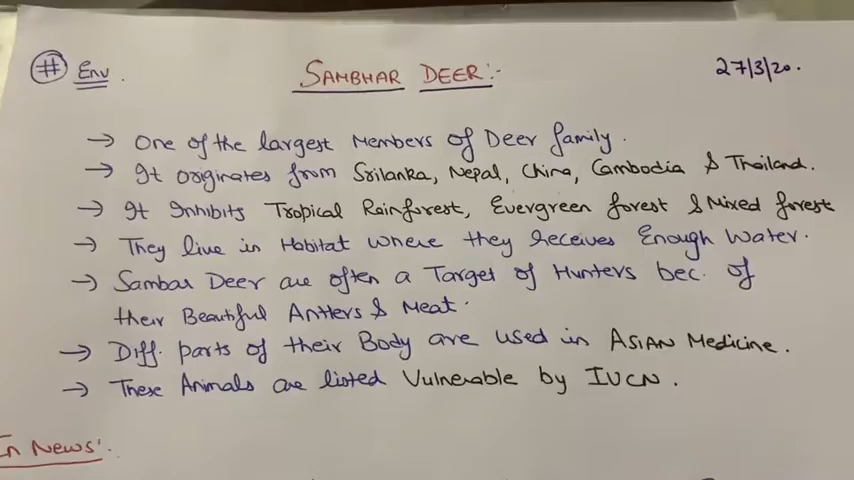 # Env.
SAMBHAR DEER:-
27/3/20.
→ One of the largest Members of Deer family.
→ It originates from Srilanka, Nepal, China, Cambodia & Thailand.
→ It Inhibits Tropical Rainforest, Evergreen forest & Mixed forest
→ They live in Habitat where they receives Enough Water.
→ Sambar Deer are often a Target of Hunters bec. of
their Beautiful Antlers & Meat.
→ Diff. parts of their Body are used in ASIAN Medicine.
→ These Animals are listed Vulnerable by IUCN.
In News: